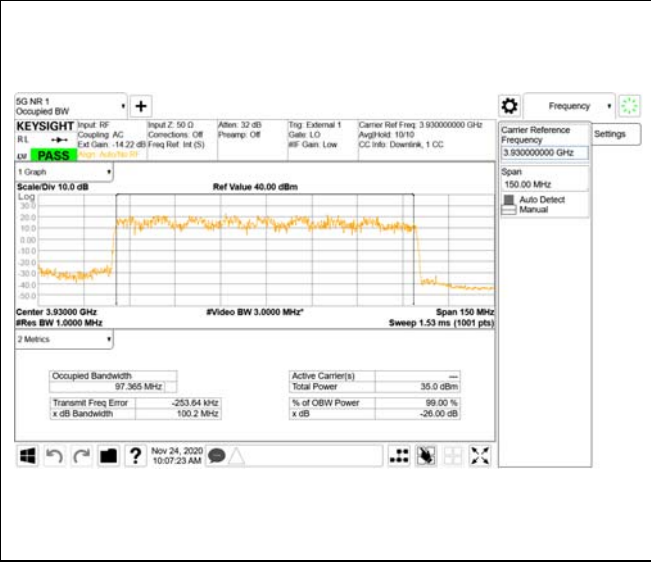 5G NR 1
Occupied BW
Frequency
KEYSIGHT
RL
PASS
Input: RF
Coupling: AC
Ext Gain: -14.22 dB
Align: Auto/No RF
Input Z: 50 Ω
Corrections: Off
Freq Ref: Int (S)
Atten: 32 dB
Preamp: Off
Trig: External 1
Gate: LO
#IF Gain: Low
Carrier Ref Freq: 3.930000000 GHz
Avg|Hold: 10/10
CC Info: Downlink, 1 CC
Carrier Reference
Frequency
3.930000000 GHz
Settings
Span
150.00 MHz
Auto Detect
Manual
1 Graph
Scale/Div 10.0 dB
Ref Value 40.00 dBm
Log
30.0
20.0
10.0
0.00
-10.0
-20.0
-30.0
-40.0
-50.0
Center 3.93000 GHz
#Video BW 3.0000 MHz*
Span 150 MHz
#Res BW 1.0000 MHz
Sweep 1.53 ms (1001 pts)
2 Metrics
Occupied Bandwidth
97.365 MHz
Transmit Freq Error -253.64 kHz
x dB Bandwidth 100.2 MHz
Active Carrier(s) —
Total Power 35.0 dBm
% of OBW Power 99.00 %
x dB -26.00 dB
?
Nov 24, 2020
10:07:23 AM